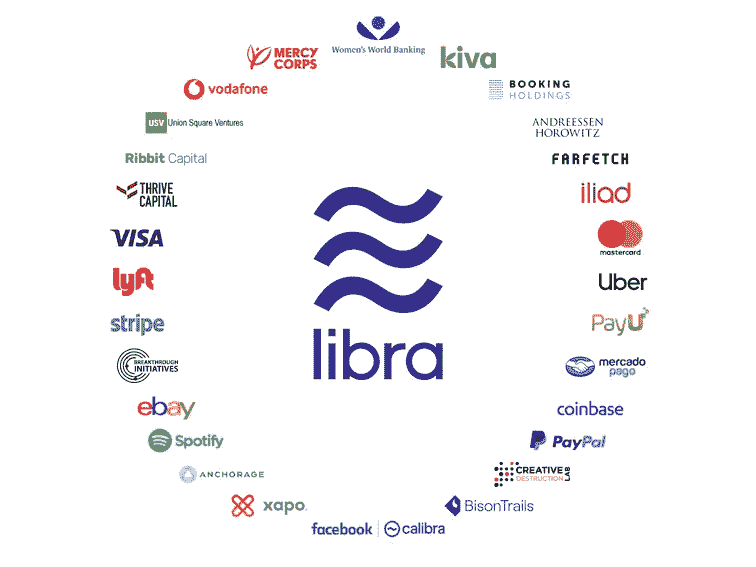 Women's World Banking
MERCY
CORPS
kiva
vodafone
BOOKING
HOLDINGS
USV Union Square Ventures
ANDREESSEN
HOROWITZ
Ribbit Capital
FARFETCH
THRIVE
CAPITAL
iliad
VISA
mastercard
lyft
Uber
stripe
PayU
BREAKTHROUGH
INITIATIVES
mercado
pago
ebay
coinbase
Spotify
PayPal
ANCHORAGE
CREATIVE
DESTRUCTION
LAB
xapo
BisonTrails
facebook
calibra
libra